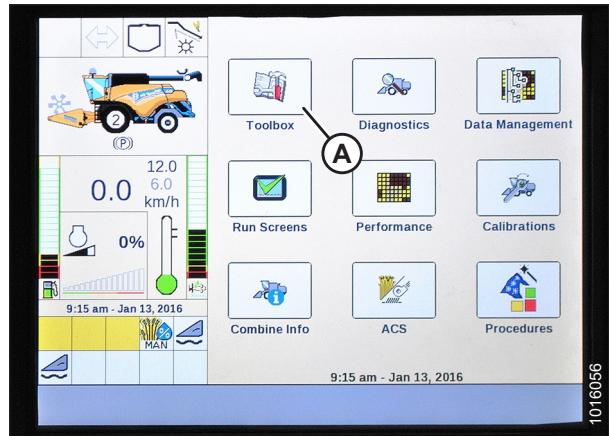 2
(P)
12.0
0.0 6.0
km/h
0%
9:15 am - Jan 13, 2016
MAN
Toolbox
Diagnostics
Data Management
A
Run Screens
Performance
Calibrations
Combine Info
ACS
Procedures
9:15 am - Jan 13, 2016
1016056